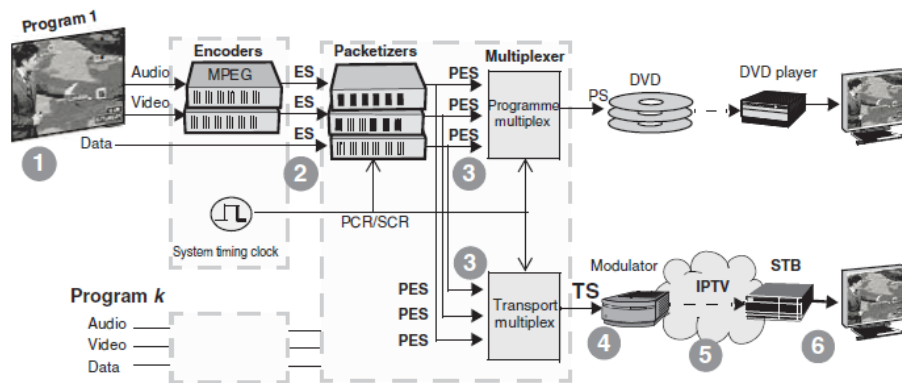 Program 1
Encoders
Packetizers
Multiplexer
DVD
DVD player
Audio
MPEG
ES
PES
Video
ES
PES
Programme
multiplex
PS
Data
ES
PES
1
2
3
PCR/SCR
System timing clock
3
Modulator
IPTV
STB
Program k
PES
TS
Audio
PES
Transport
multiplex
Video
PES
4
5
6
Data